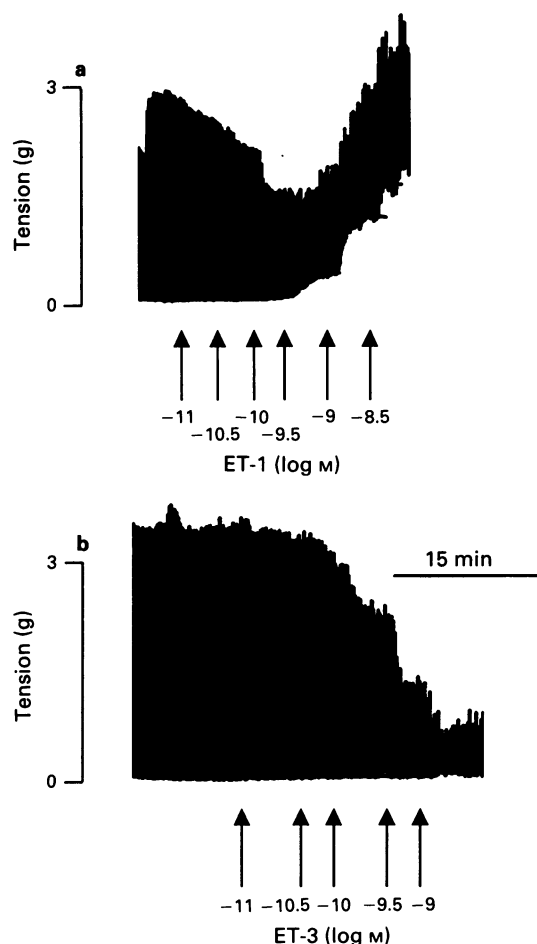 a
3
Tension (g)
0
−11 −10 −9 −8.5
−10.5 −9.5
ET-1 (log M)
b
3
15 min
Tension (g)
0
−11 −10.5 −10 −9.5 −9
ET-3 (log M)